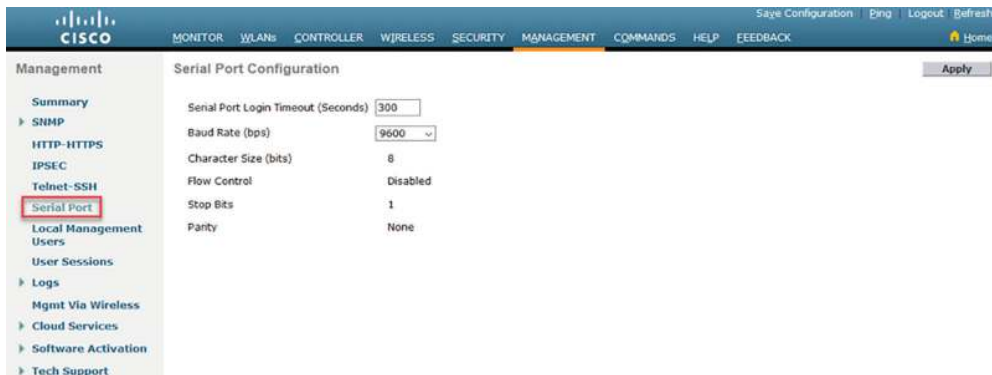 Save Configuration Ping Logout Refresh
CISCO MONITOR WLANs CONTROLLER WIRELESS SECURITY MANAGEMENT COMMANDS HELP FEEDBACK Home
Management
Summary
SNMP
HTTP-HTTPS
IPSEC
Telnet-SSH
Serial Port
Local Management
Users
User Sessions
Logs
Mgmt Via Wireless
Cloud Services
Software Activation
Tech Support
Serial Port Configuration
Apply
Serial Port Login Timeout (Seconds) 300
Baud Rate (bps) 9600
Character Size (bits) 8
Flow Control Disabled
Stop Bits 1
Parity None